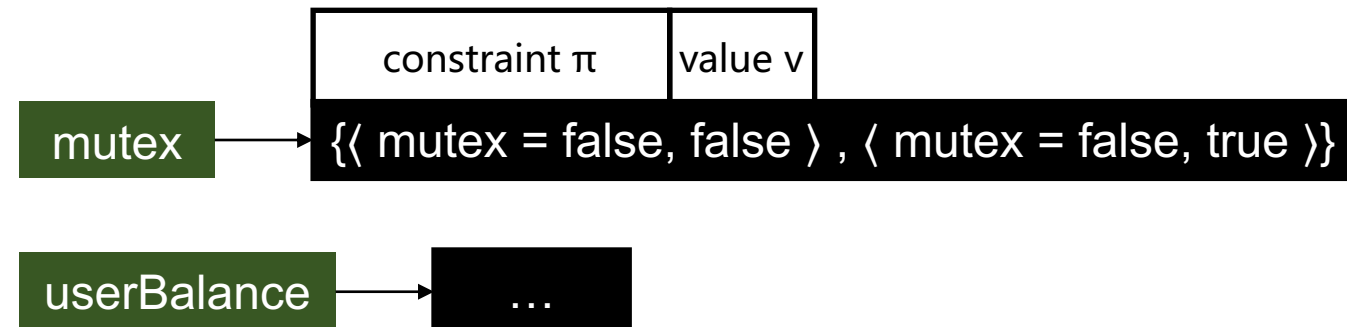 constraint π value v
mutex {⟨ mutex = false, false ⟩ , ⟨ mutex = false, true ⟩}
userBalance ...